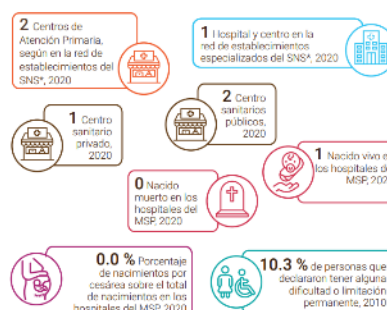 2 Centros de
Atención Primaria,
según en la red de
establecimientos del
SNS*, 2020
1 Hospital y centro en la
red de establecimientos
especializados del SNS*, 2020
1 Centro
sanitario
privado,
2020
2 Centro
sanitarios
públicos,
2020
0 Nacido
muerto en los
hospitales del
MSP, 2020
1 Nacido vivo e
los hospitales d
MSP, 202
0.0 % Porcentaje
de nacimientos por
cesárea sobre el total
de nacimientos en los
hospitales del MSP, 2020
10.3 % de personas que
declararon tener alguna
dificultad o limitación
permanente, 2010